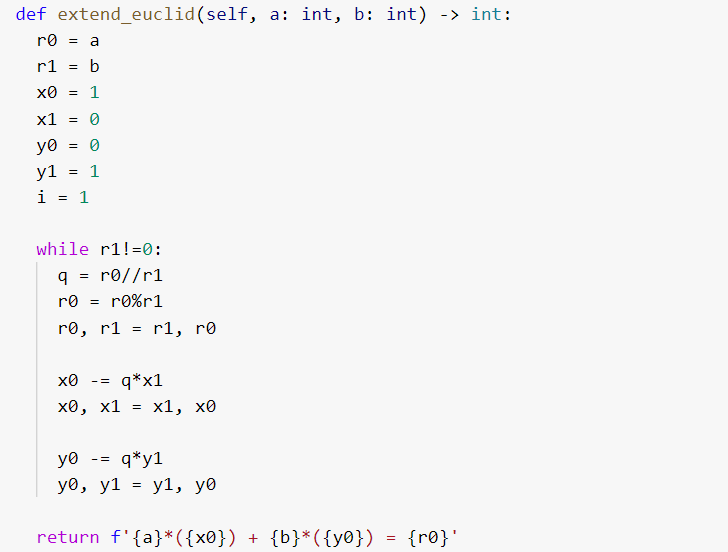 def extend_euclid(self, a: int, b: int) -> int:
  r0 = a
  r1 = b
  x0 = 1
  x1 = 0
  y0 = 0
  y1 = 1
  i = 1
  while r1!=0:
    q = r0//r1
    r0 = r0%r1
    r0, r1 = r1, r0
    x0 -= q*x1
    x0, x1 = x1, x0
    y0 -= q*y1
    y0, y1 = y1, y0
  return f'{a}*({x0}) + {b}*({y0}) = {r0}'